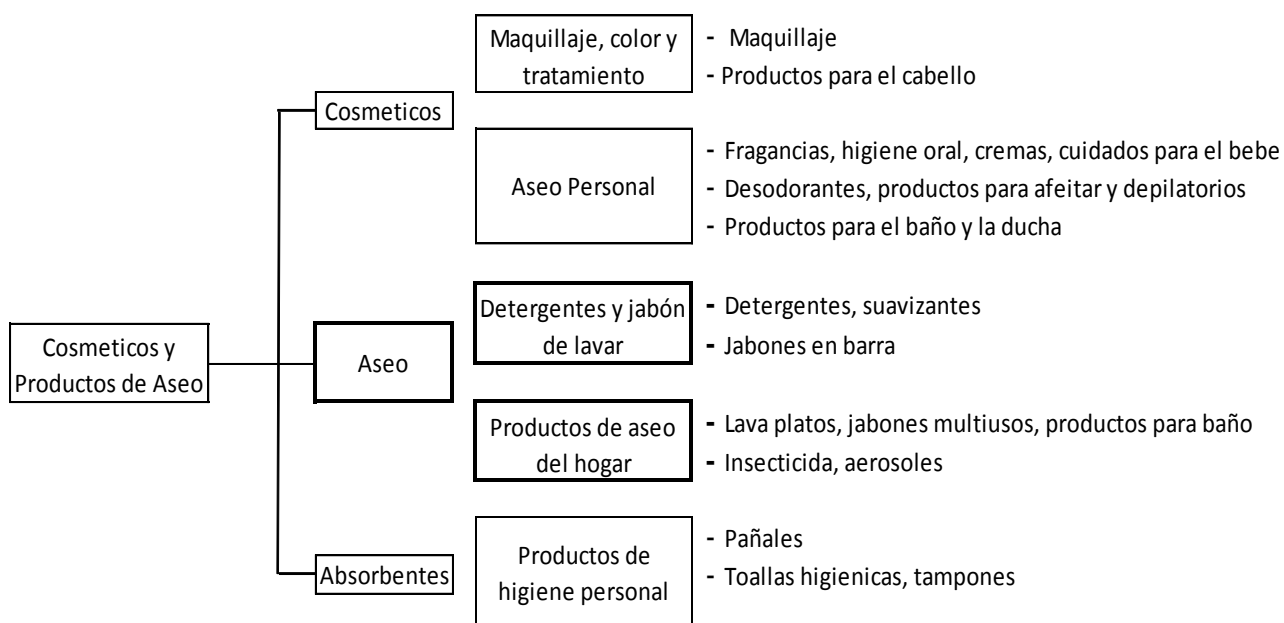 Cosmeticos y
Productos de Aseo
Cosmeticos
Maquillaje, color y
tratamiento
- Maquillaje
- Productos para el cabello
Aseo Personal
- Fragancias, higiene oral, cremas, cuidados para el bebe
- Desodorantes, productos para afeitar y depilatorios
- Productos para el baño y la ducha
Aseo
Detergentes y jabón
de lavar
- Detergentes, suavizantes
- Jabones en barra
Productos de aseo
del hogar
- Lava platos, jabones multiusos, productos para baño
- Insecticida, aerosoles
Absorbentes
Productos de
higiene personal
- Pañales
- Toallas higienicas, tampones